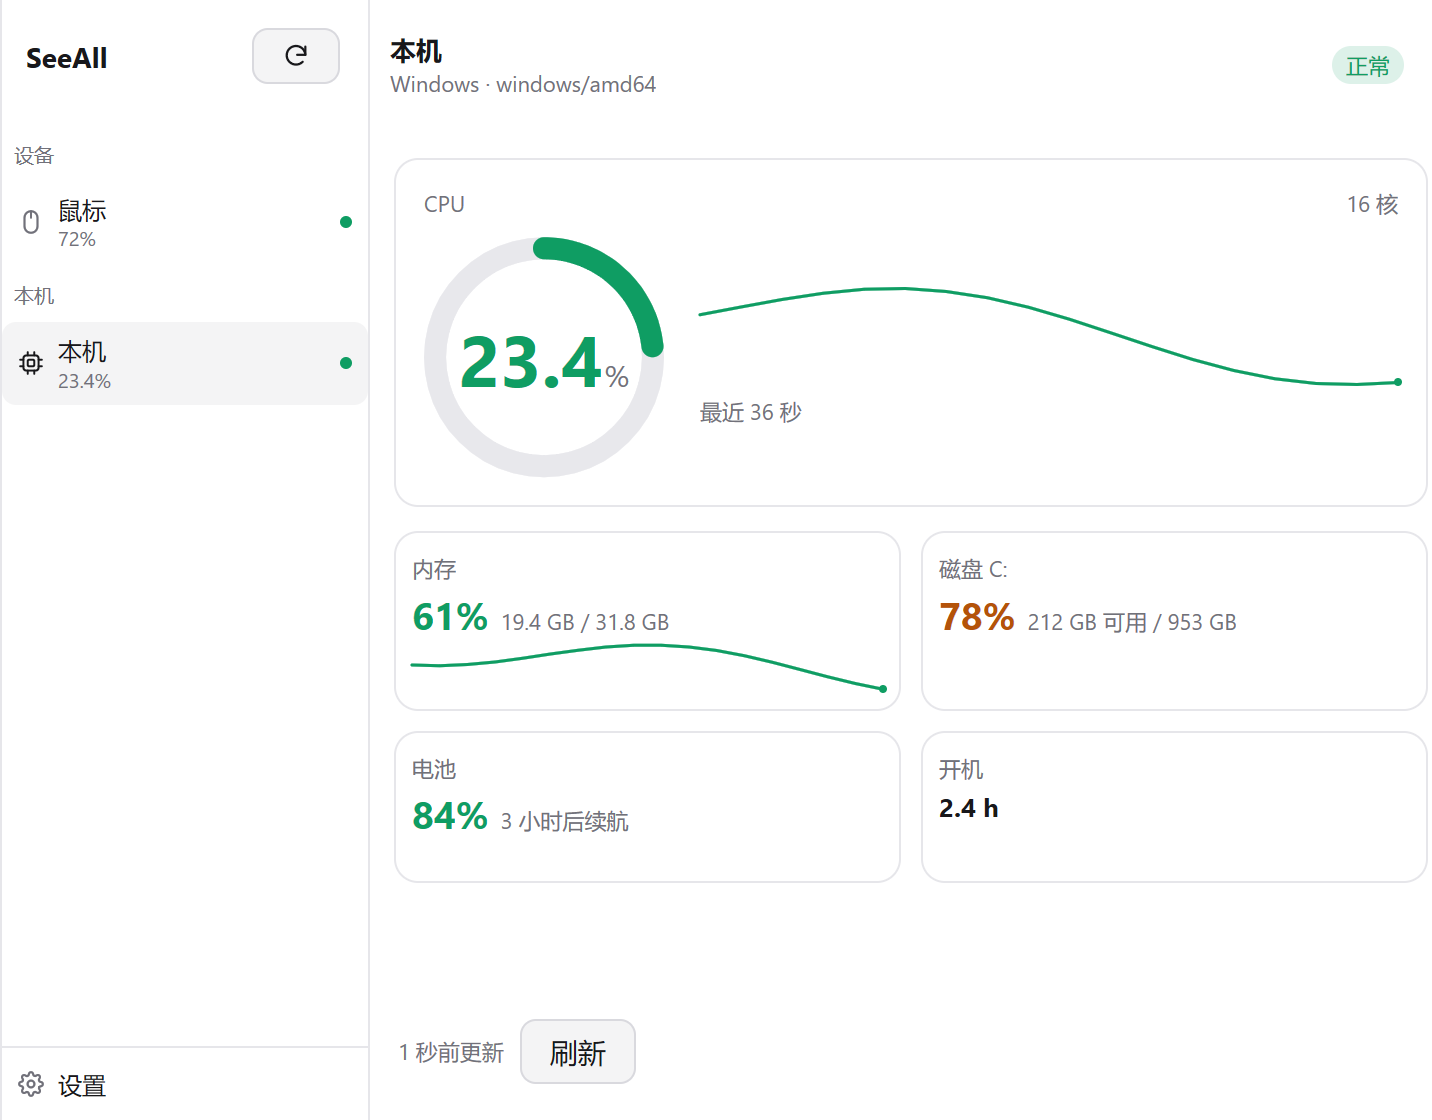 SeeAll
设备
鼠标
72%
本机
本机
23.4%
设置
本机
Windows · windows/amd64
正常
CPU
16 核
23.4%
最近 36 秒
内存
61% 19.4 GB / 31.8 GB
磁盘 C:
78% 212 GB 可用 / 953 GB
电池
84% 3 小时后续航
开机
2.4 h
1 秒前更新
刷新